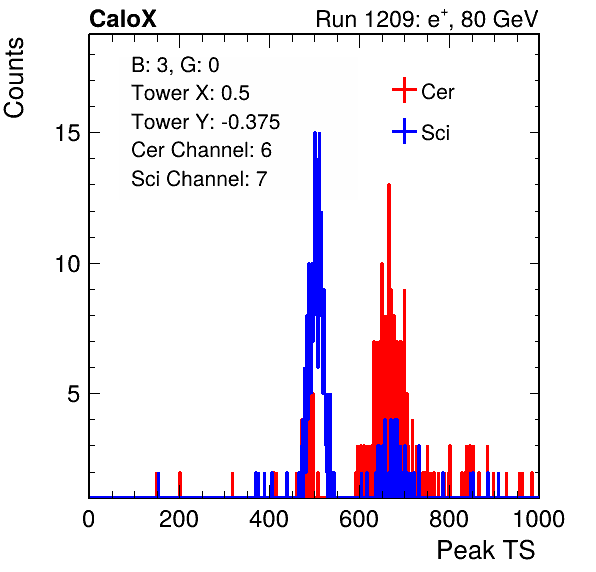 CaloX Run 1209: e⁺, 80 GeV
Counts
B: 3, G: 0
Tower X: 0.5
Tower Y: -0.375
Cer Channel: 6
Sci Channel: 7
Cer
Sci
15
10
5
0 200 400 600 800 1000
Peak TS